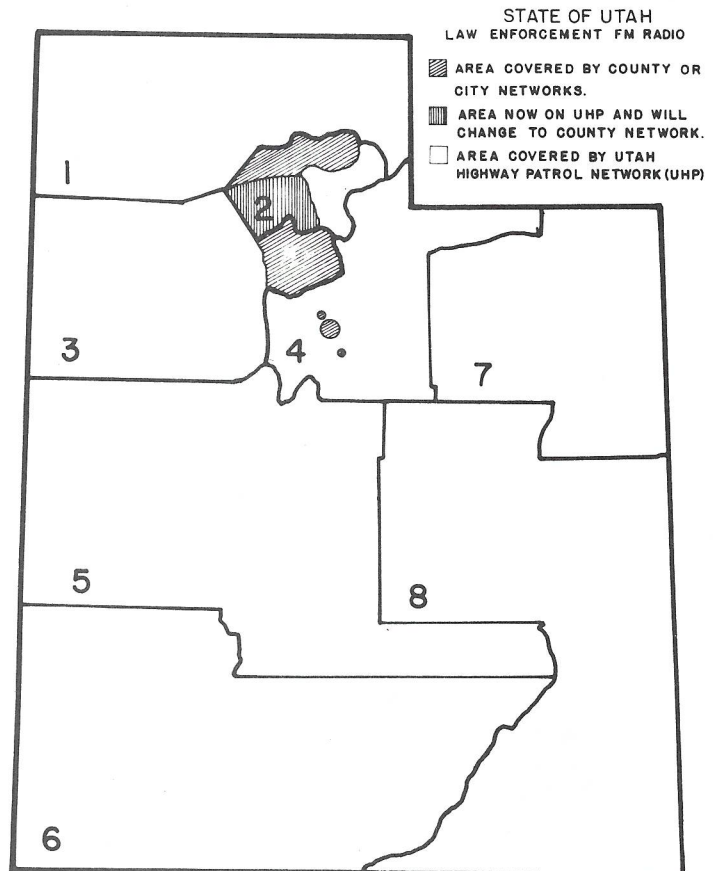 STATE OF UTAH
LAW ENFORCEMENT FM RADIO
AREA COVERED BY COUNTY OR
CITY NETWORKS.
AREA NOW ON UHP AND WILL
CHANGE TO COUNTY NETWORK.
AREA COVERED BY UTAH
HIGHWAY PATROL NETWORK (UHP)
1
2
3
4
7
5
8
6